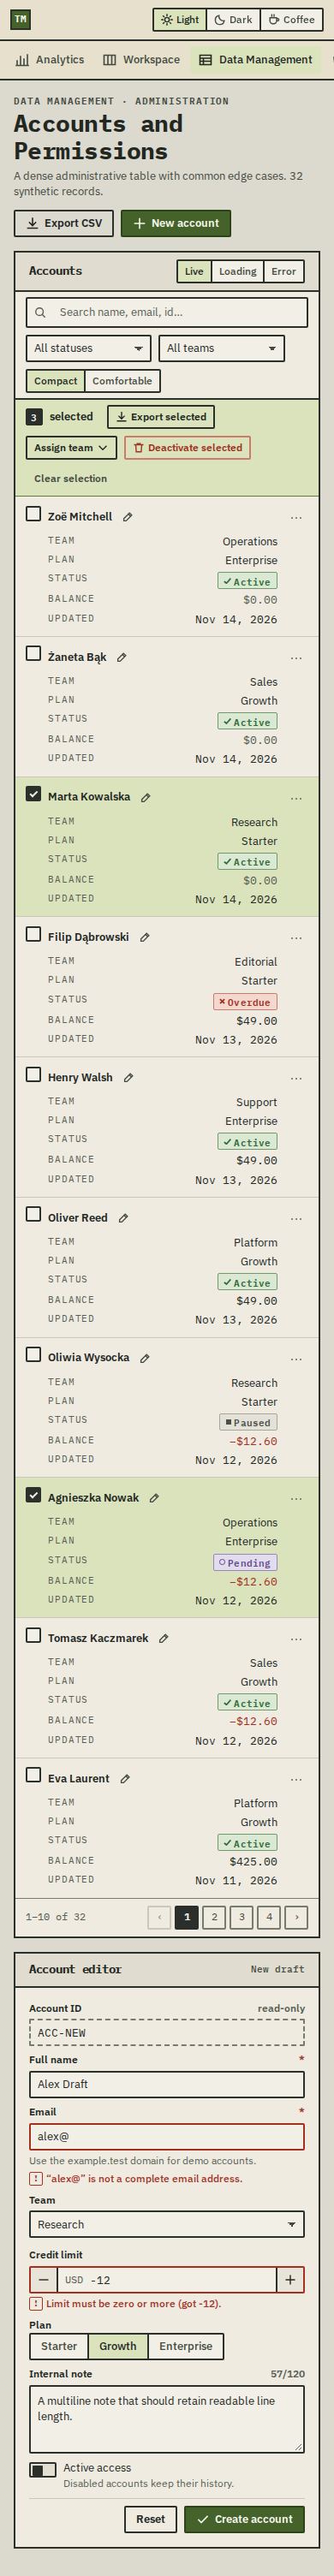 TM Light Dark Coffee
Analytics Workspace Data Management
DATA MANAGEMENT · ADMINISTRATION
Accounts and
Permissions
A dense administrative table with common edge cases. 32
synthetic records.
Export CSV New account
Accounts Live Loading Error
Search name, email, id…
All statuses All teams
Compact Comfortable
3 selected Export selected
Assign team Deactivate selected
Clear selection
Zoë Mitchell ···
TEAM Operations
PLAN Enterprise
STATUS Active
BALANCE $0.00
UPDATED Nov 14, 2026
Żaneta Bąk ···
TEAM Sales
PLAN Growth
STATUS Active
BALANCE $0.00
UPDATED Nov 14, 2026
Marta Kowalska ···
TEAM Research
PLAN Starter
STATUS Active
BALANCE $0.00
UPDATED Nov 14, 2026
Filip Dąbrowski ···
TEAM Editorial
PLAN Starter
STATUS Overdue
BALANCE $49.00
UPDATED Nov 13, 2026
Henry Walsh ···
TEAM Support
PLAN Enterprise
STATUS Active
BALANCE $49.00
UPDATED Nov 13, 2026
Oliver Reed ···
TEAM Platform
PLAN Growth
STATUS Active
BALANCE $49.00
UPDATED Nov 13, 2026
Oliwia Wysocka ···
TEAM Research
PLAN Starter
STATUS Paused
BALANCE −$12.60
UPDATED Nov 12, 2026
Agnieszka Nowak ···
TEAM Operations
PLAN Enterprise
STATUS Pending
BALANCE −$12.60
UPDATED Nov 12, 2026
Tomasz Kaczmarek ···
TEAM Sales
PLAN Growth
STATUS Active
BALANCE −$12.60
UPDATED Nov 12, 2026
Eva Laurent ···
TEAM Platform
PLAN Growth
STATUS Active
BALANCE $425.00
UPDATED Nov 11, 2026
1–10 of 32 ‹ 1 2 3 4 ›
Account editor New draft
Account ID read-only
ACC-NEW
Full name *
Alex Draft
Email *
alex@
Use the example.test domain for demo accounts.
! “alex@” is not a complete email address.
Team
Research
Credit limit
− USD -12 +
! Limit must be zero or more (got -12).
Plan
Starter Growth Enterprise
Internal note 57/120
A multiline note that should retain readable line
length.
Active access
Disabled accounts keep their history.
Reset Create account